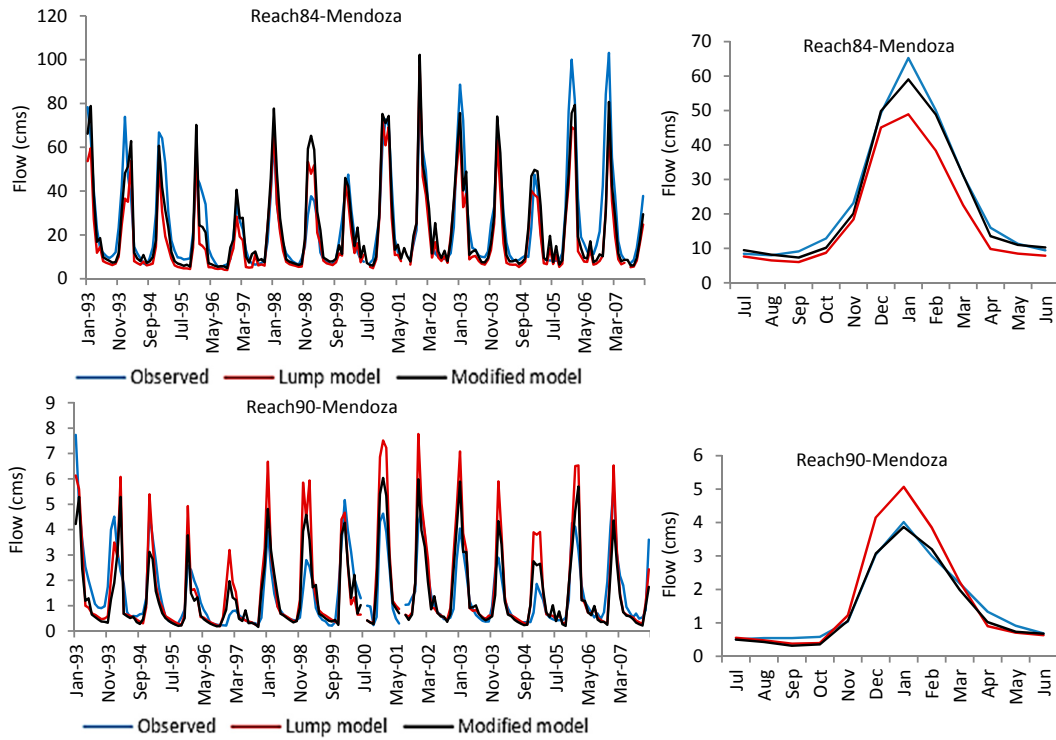 Reach84-Mendoza
Flow (cms)
120
100
80
60
40
20
0
Jan-93
Nov-93
Sep-94
Jul-95
May-96
Mar-97
Jan-98
Nov-98
Sep-99
Jul-00
May-01
Mar-02
Jan-03
Nov-03
Sep-04
Jul-05
May-06
Mar-07
Observed
Lump model
Modified model
Reach84-Mendoza
Flow (cms)
70
60
50
40
30
20
10
0
Jul
Aug
Sep
Oct
Nov
Dec
Jan
Feb
Mar
Apr
May
Jun
Reach90-Mendoza
Flow (cms)
9
8
7
6
5
4
3
2
1
0
Jan-93
Nov-93
Sep-94
Jul-95
May-96
Mar-97
Jan-98
Nov-98
Sep-99
Jul-00
May-01
Mar-02
Jan-03
Nov-03
Sep-04
Jul-05
May-06
Mar-07
Observed
Lump model
Modified model
Reach90-Mendoza
Flow (cms)
6
5
4
3
2
1
0
Jul
Aug
Sep
Oct
Nov
Dec
Jan
Feb
Mar
Apr
May
Jun